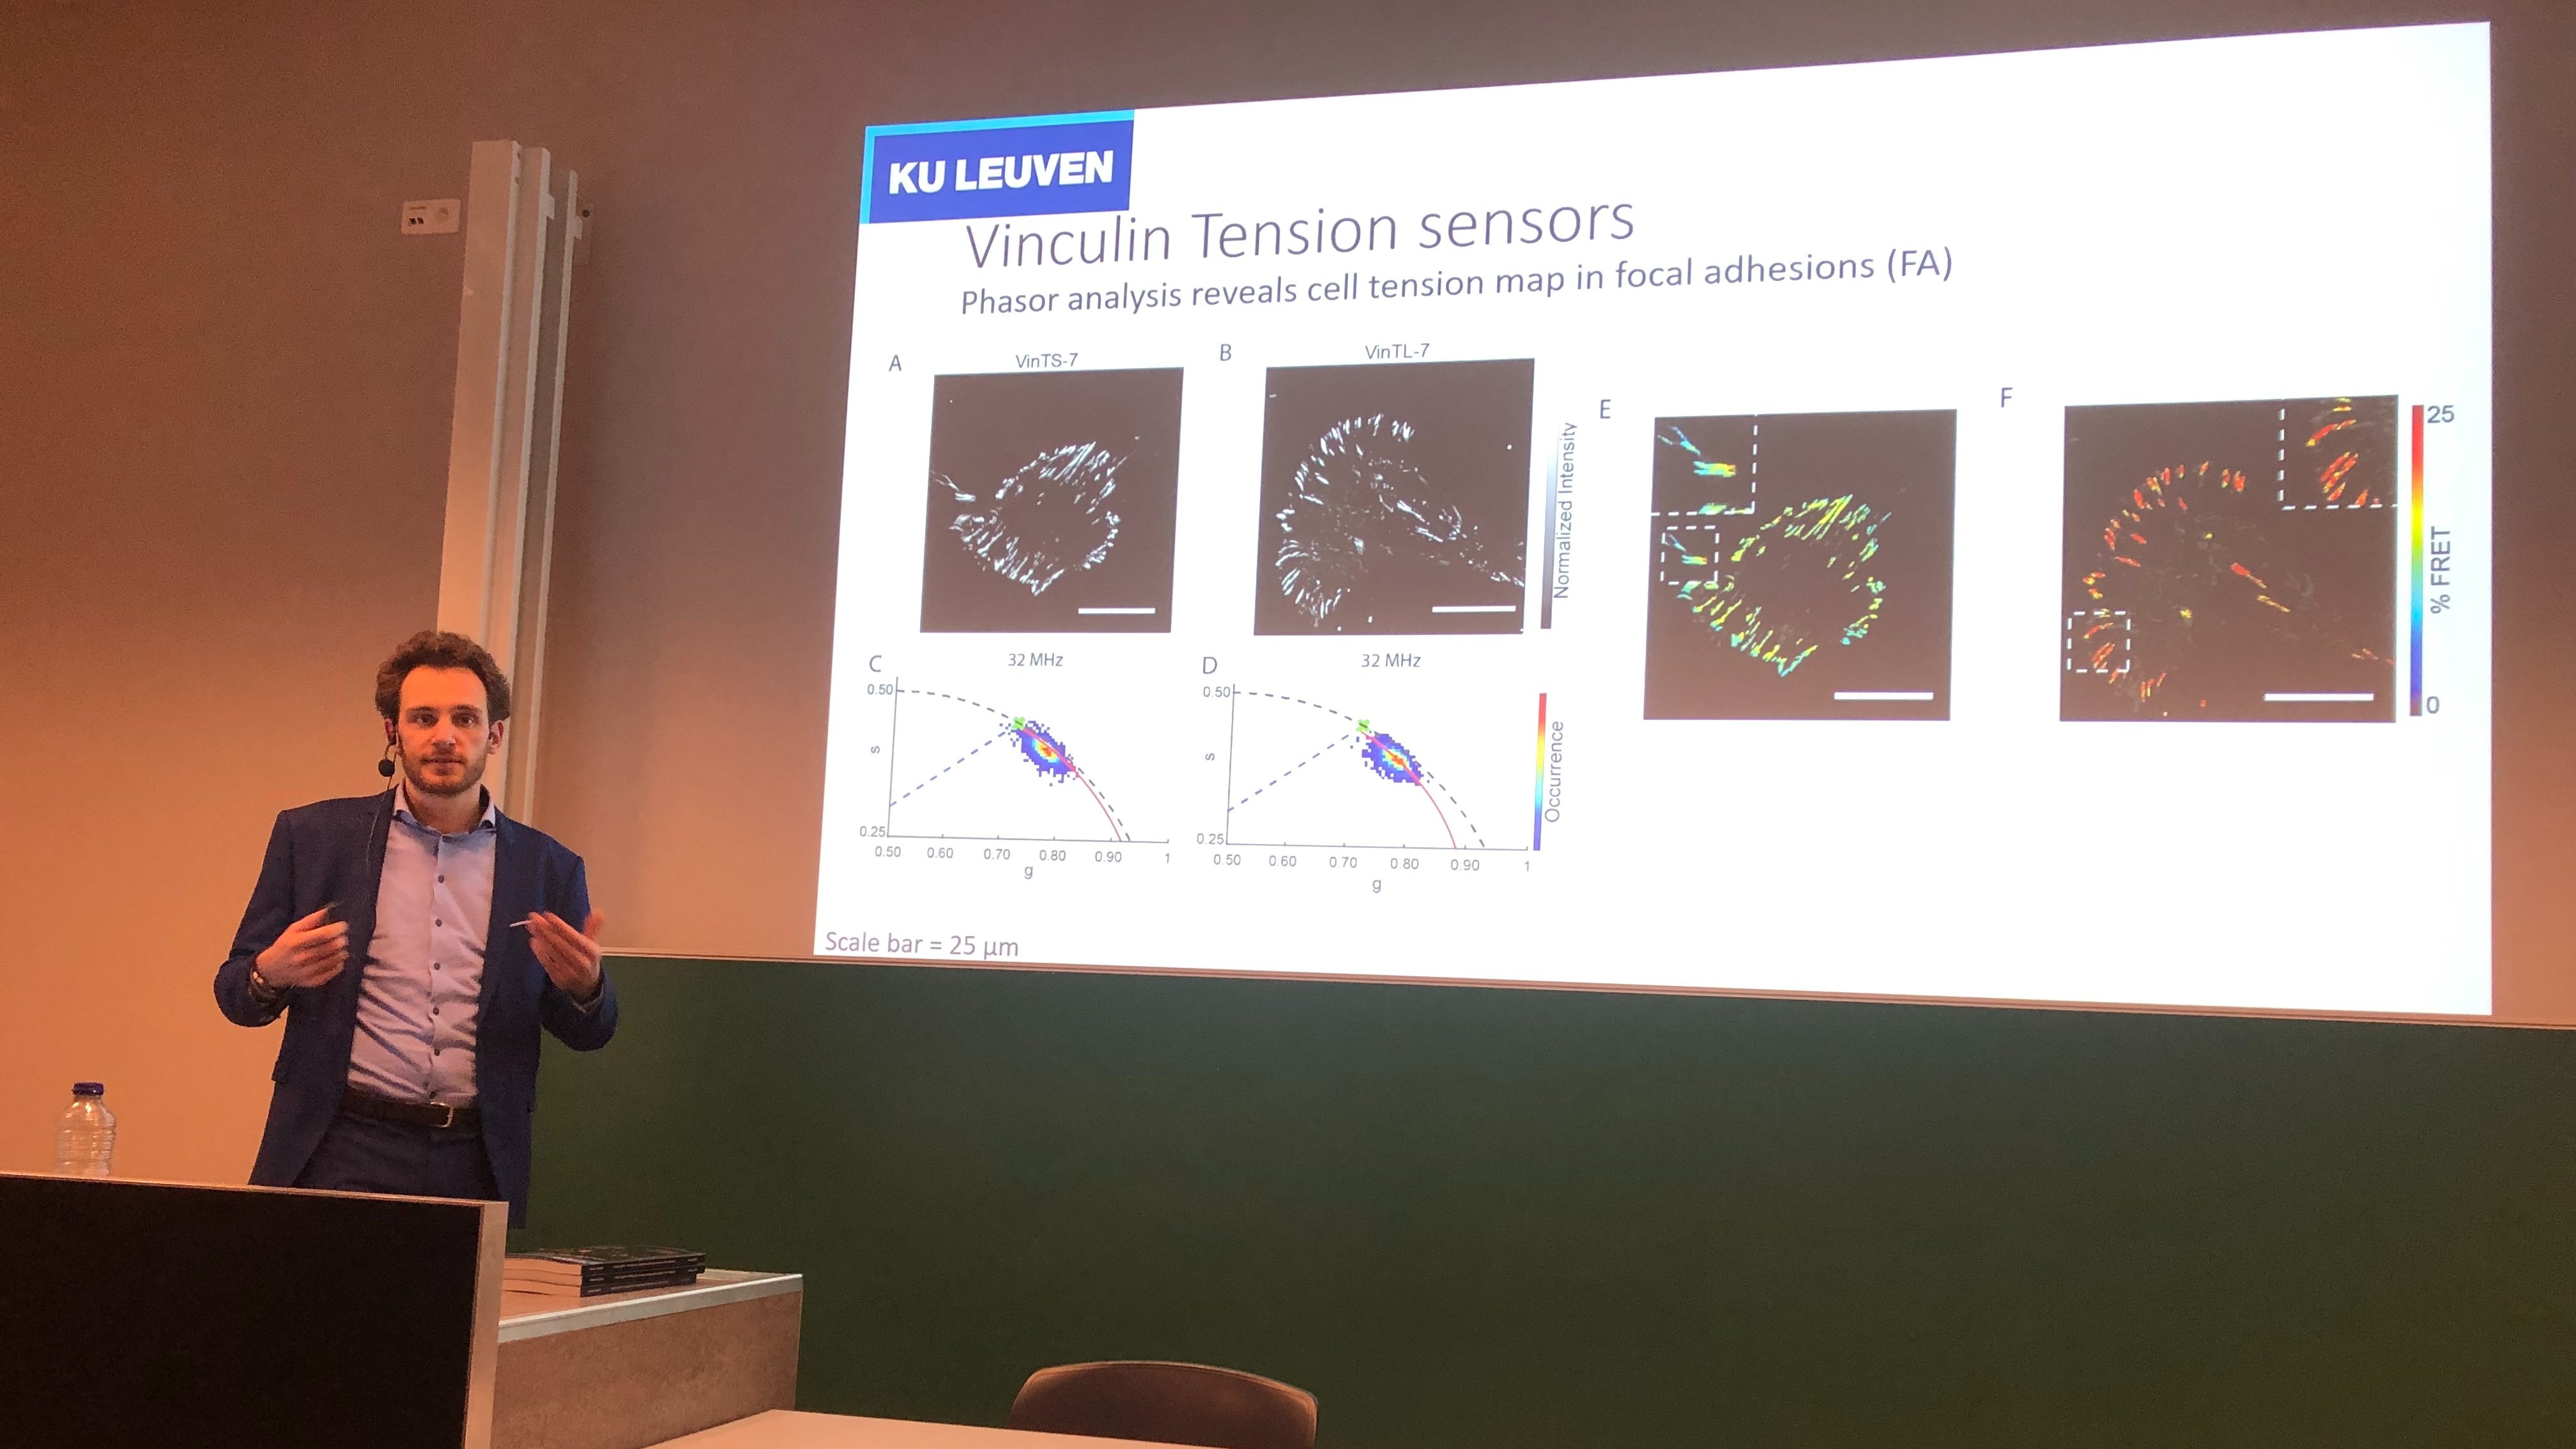 KU LEUVEN
Vinculin Tension sensors
Phasor analysis reveals cell tension map in focal adhesions (FA)
A
VinTS-7
B
VinTL-7
Normalized Intensity
E
F
25
% FRET
0
C
32 MHz
0.50
s
0.25
0.50 0.60 0.70 0.80 0.90 1
g
D
32 MHz
0.50
s
0.25
0.50 0.60 0.70 0.80 0.90 1
g
Occurrence
Scale bar = 25 μm